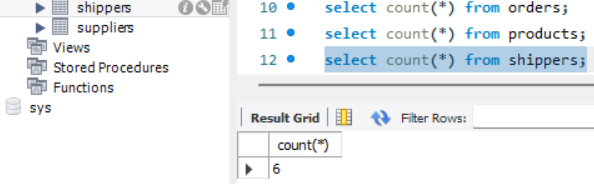 shippers
suppliers
Views
Stored Procedures
Functions
sys
10 select count(*) from orders;
11 select count(*) from products;
12 select count(*) from shippers;
Result Grid Filter Rows:
count(*)
6